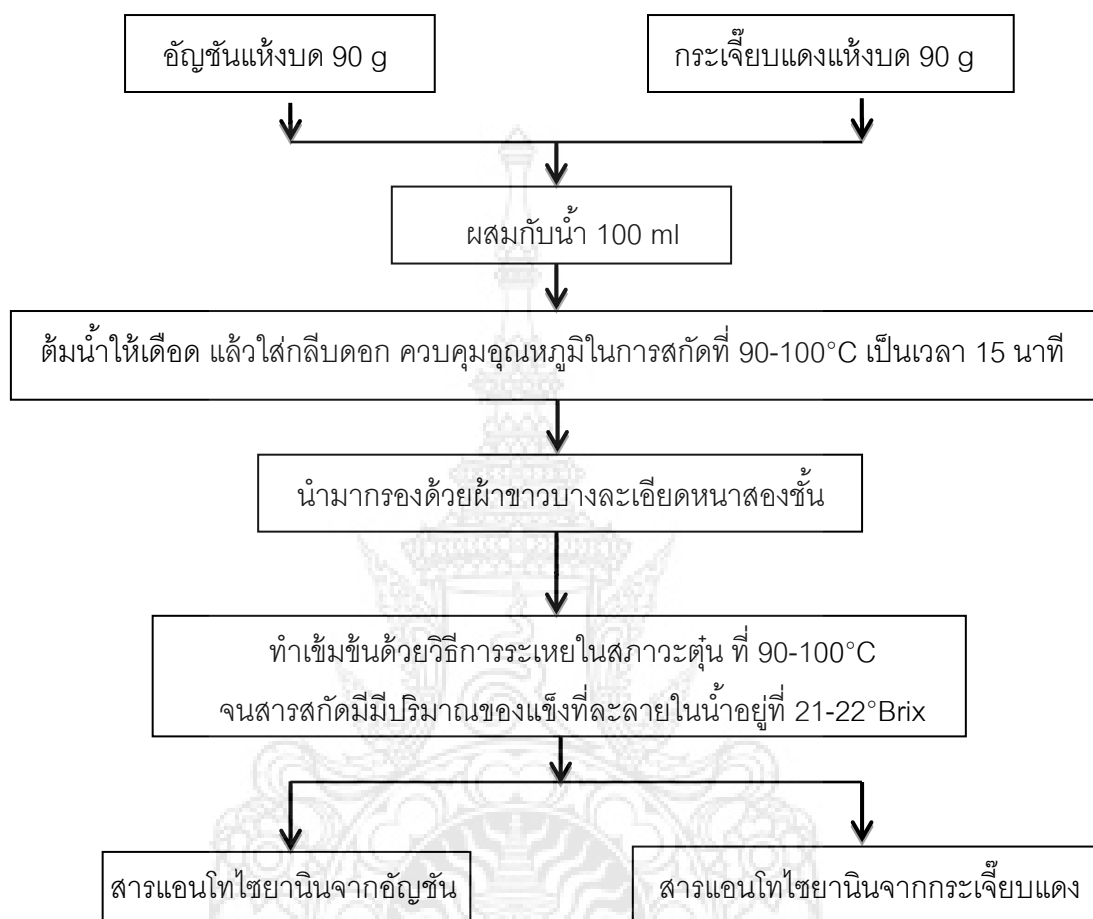 อัญชันแห้งบด 90 g
กระเจี๊ยบแดงแห้งบด 90 g
ผสมกับน้ำ 100 ml
ต้มน้ำให้เดือด แล้วใส่กลีบดอก ควบคุมอุณหภูมิในการสกัดที่ 90-100°C เป็นเวลา 15 นาที
นำมากรองด้วยผ้าขาวบางละเอียดหนาสองชั้น
ทำเข้มข้นด้วยวิธีการระเหยในสภาวะตุ๋น ที่ 90-100°C
จนสารสกัดมีมีปริมาณของแข็งที่ละลายในน้ำอยู่ที่ 21-22°Brix
สารแอนโทไซยานินจากอัญชัน
สารแอนโทไซยานินจากกระเจี๊ยบแดง